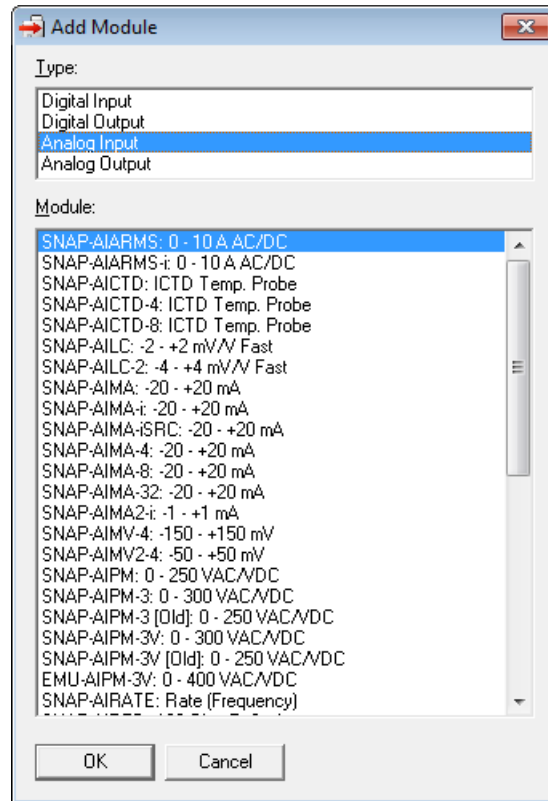 Add Module
Type:
Digital Input
Digital Output
Analog Input
Analog Output
Module:
SNAP-AIARMS: 0 - 10 A AC/DC
SNAP-AIARMS-i: 0 - 10 A AC/DC
SNAP-AICTD: ICTD Temp. Probe
SNAP-AICTD-4: ICTD Temp. Probe
SNAP-AICTD-8: ICTD Temp. Probe
SNAP-AILC: -2 - +2 mV/V Fast
SNAP-AILC-2: -4 - +4 mV/V Fast
SNAP-AIMA: -20 - +20 mA
SNAP-AIMA-i: -20 - +20 mA
SNAP-AIMA-iSRC: -20 - +20 mA
SNAP-AIMA-4: -20 - +20 mA
SNAP-AIMA-8: -20 - +20 mA
SNAP-AIMA-32: -20 - +20 mA
SNAP-AIMA2-i: -1 - +1 mA
SNAP-AIMV-4: -150 - +150 mV
SNAP-AIMV2-4: -50 - +50 mV
SNAP-AIPM: 0 - 250 VAC/VDC
SNAP-AIPM-3: 0 - 300 VAC/VDC
SNAP-AIPM-3 [Old]: 0 - 250 VAC/VDC
SNAP-AIPM-3V: 0 - 300 VAC/VDC
SNAP-AIPM-3V [Old]: 0 - 250 VAC/VDC
EMU-AIPM-3V: 0 - 400 VAC/VDC
SNAP-AIRATE: Rate (Frequency)
OK Cancel